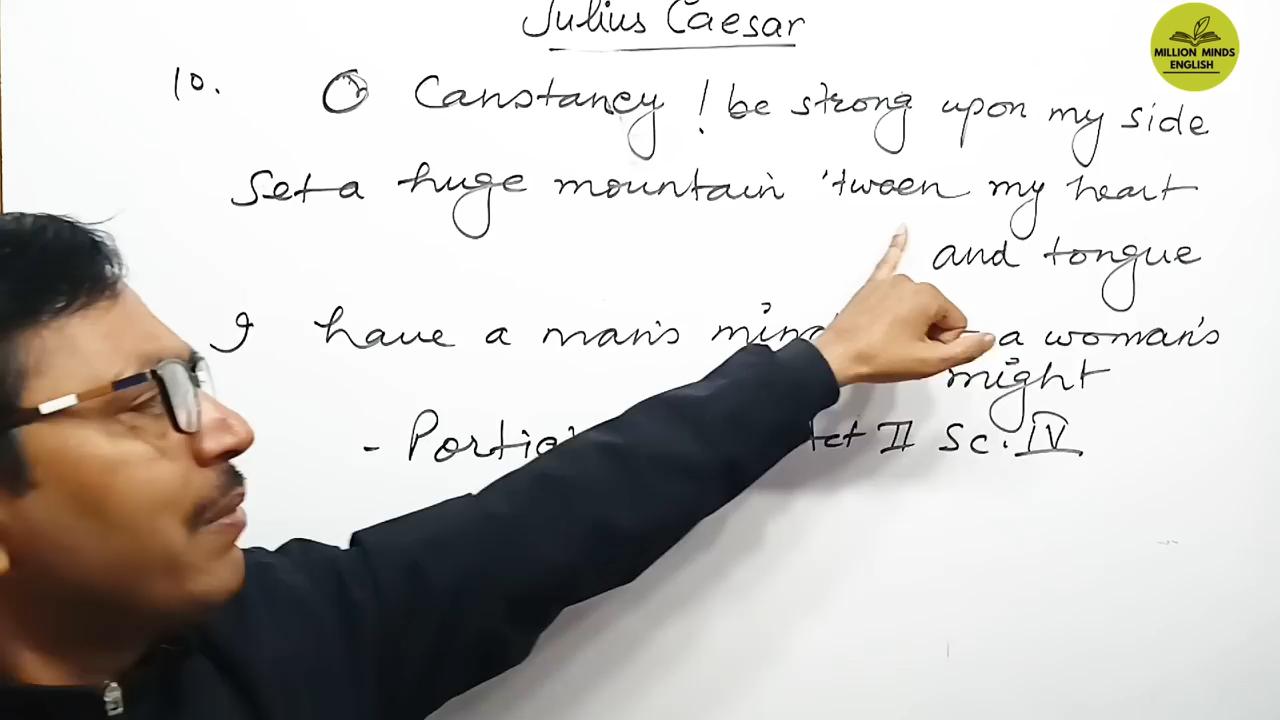 Julius Caesar
MILLION MINDS
ENGLISH
10. O Canstancy ! be strong upon my side
Set a huge mountain 'tween my heart
and tongue
I have a man's mind a woman's
might
- Portia Act II Sc. IV